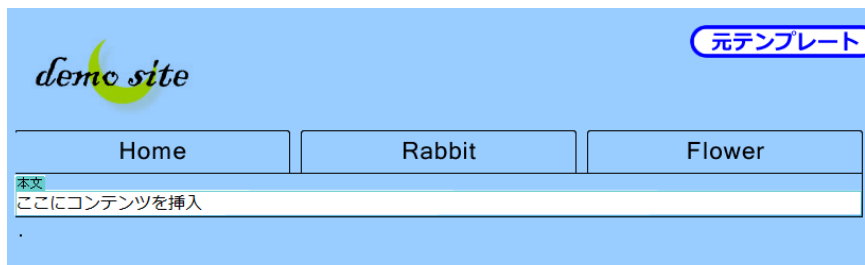 元テンプレート
demo site
Home Rabbit Flower
本文
ここにコンテンツを挿入
.